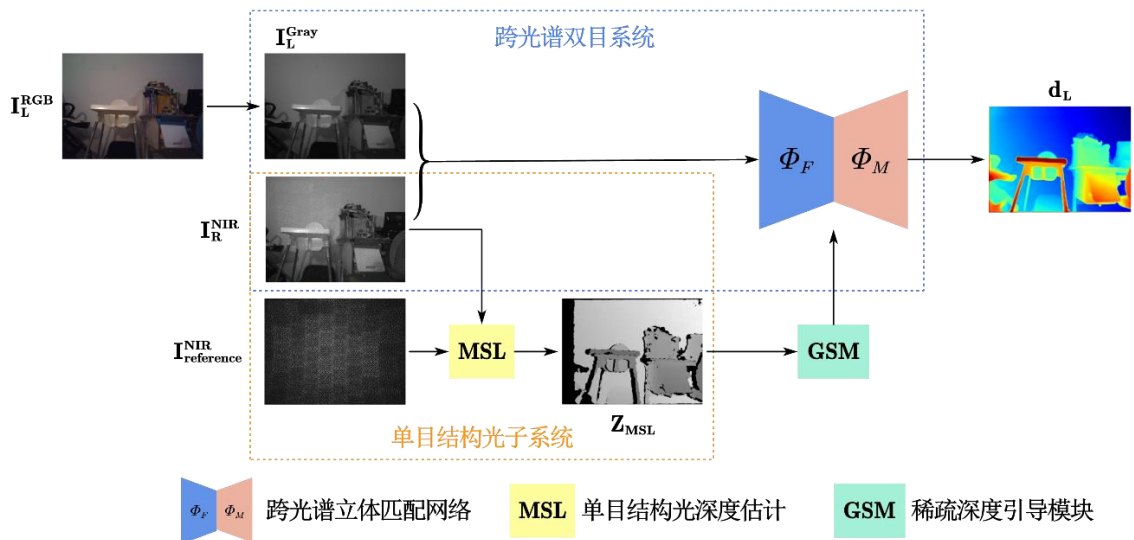 跨光谱双目系统
I_L^RGB
I_L^Gray
d_L
Φ_F
Φ_M
I_R^NIR
I_reference^NIR
MSL
GSM
Z_MSL
单目结构光子系统
Φ_F Φ_M 跨光谱立体匹配网络
MSL 单目结构光深度估计
GSM 稀疏深度引导模块